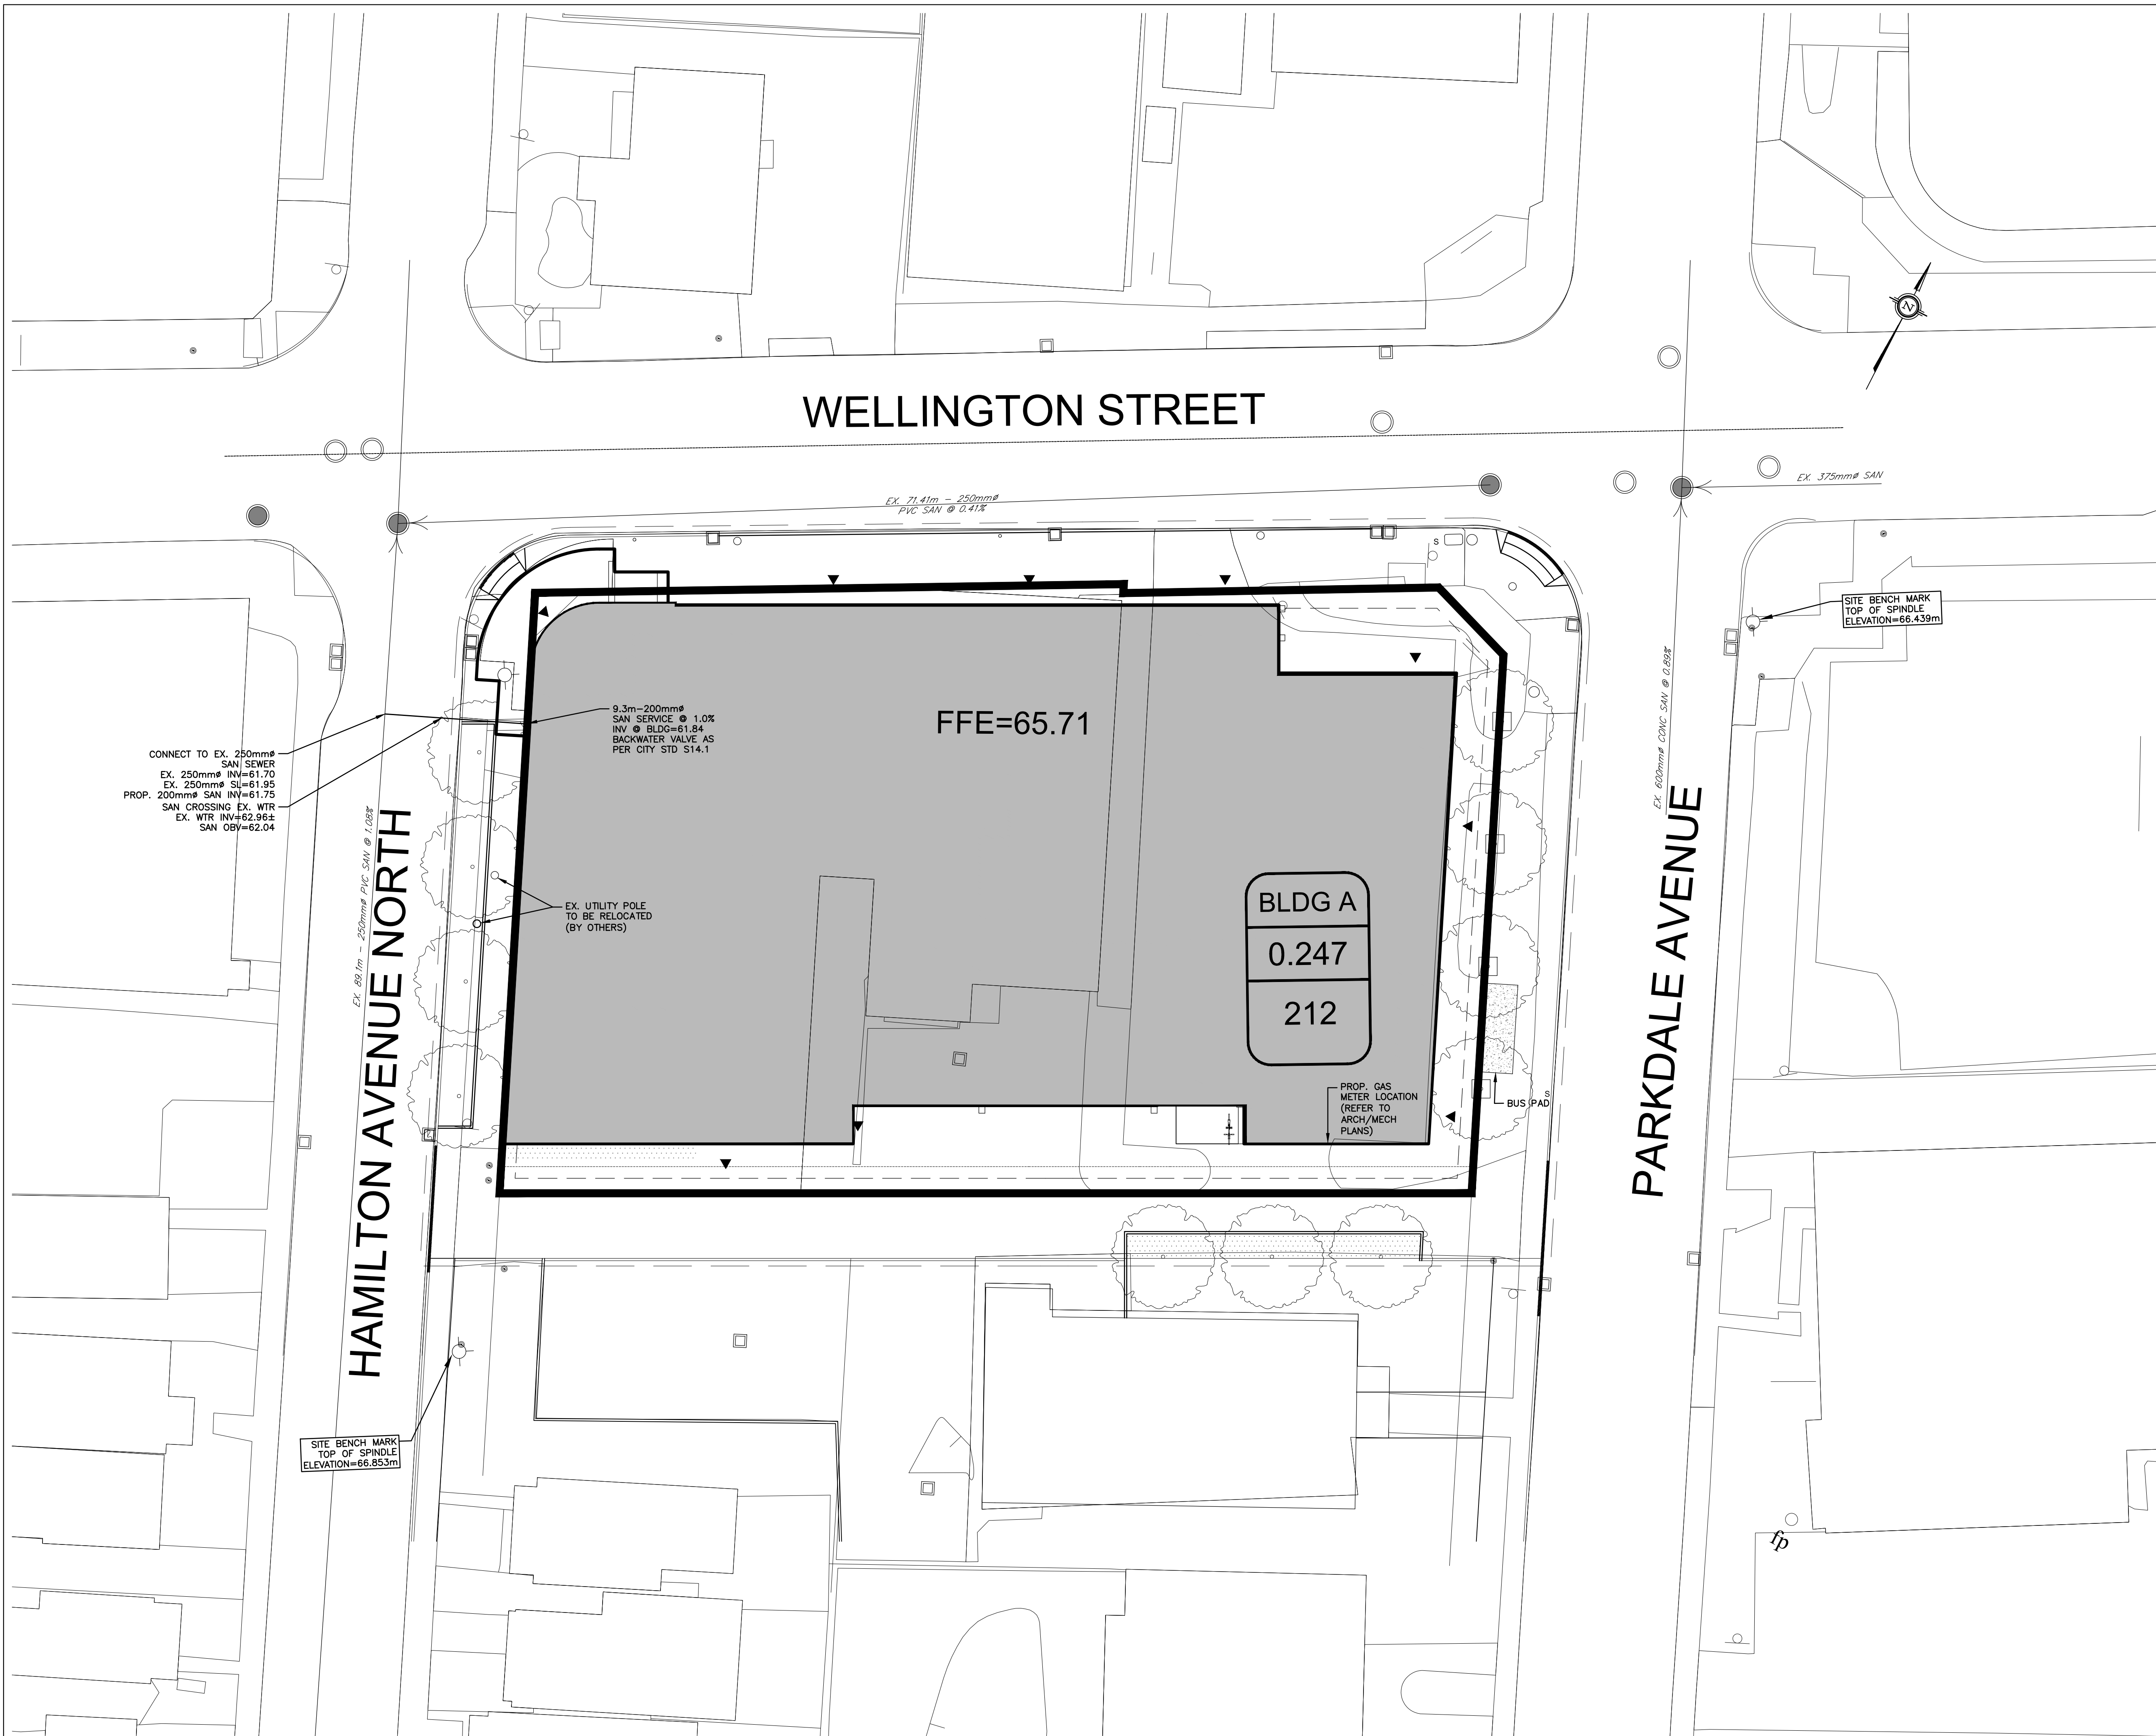 WELLINGTON STREET
N
EX. 71.41m - 250mmø
PVC SAN @ 0.41%
EX. 375mmø SAN
S
SITE BENCH MARK
TOP OF SPINDLE
ELEVATION=66.439m
9.3m-200mmø
SAN SERVICE @ 1.0%
INV @ BLDG=61.84
BACKWATER VALVE AS
PER CITY STD S14.1
FFE=65.71
EX. 600mmø CONC SAN @ 0.89%
CONNECT TO EX. 250mmø
SAN SEWER
EX. 250mmø INV=61.70
EX. 250mmø SL=61.95
PROP. 200mmø SAN INV=61.75
SAN CROSSING EX. WTR
EX. WTR INV=62.96±
SAN OBV=62.04
EX. 89.1m - 250mmø PVC SAN @ 1.08%
HAMILTON AVENUE NORTH
PARKDALE AVENUE
EX. UTILITY POLE
TO BE RELOCATED
(BY OTHERS)
BLDG A
0.247
212
PROP. GAS
METER LOCATION
(REFER TO
ARCH/MECH
PLANS)
S
BUS PAD
SITE BENCH MARK
TOP OF SPINDLE
ELEVATION=66.853m
fp